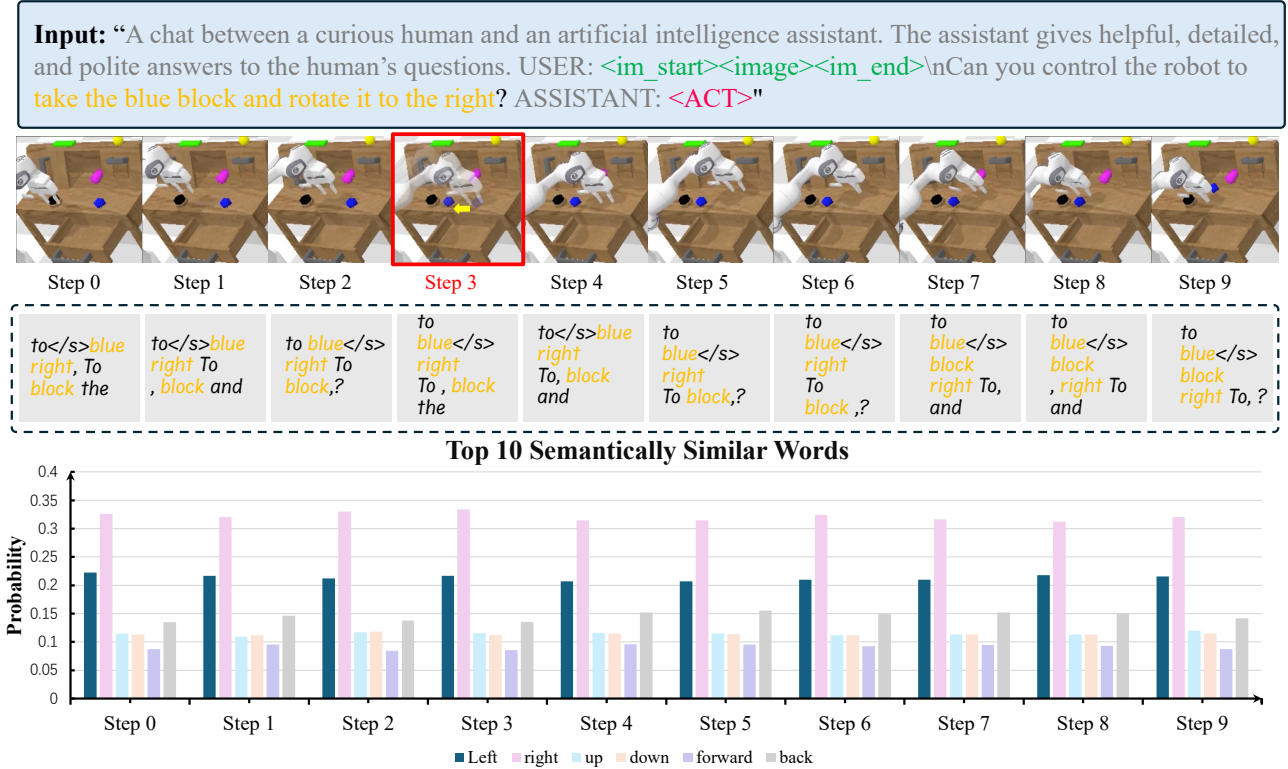 Input: “A chat between a curious human and an artificial intelligence assistant. The assistant gives helpful, detailed,
and polite answers to the human’s questions. USER: <im_start><image><im_end>\nCan you control the robot to
take the blue block and rotate it to the right? ASSISTANT: <ACT>"
Step 0 Step 1 Step 2 Step 3 Step 4 Step 5 Step 6 Step 7 Step 8 Step 9
to</s>blue
right, To
block the
to</s>blue
right To
, block and
to blue</s>
right To
block,?
to
blue</s>
right
To , block
the
to</s>blue
right
To, block
and
to
blue</s>
right
To block,?
to
blue</s>
right
To
block ,?
to
blue</s>
block
right To,
and
to
blue</s>
block
, right To
and
to
blue</s>
block
right To, ?
Top 10 Semantically Similar Words
Probability
0.4
0.35
0.3
0.25
0.2
0.15
0.1
0.05
0
Step 0 Step 1 Step 2 Step 3 Step 4 Step 5 Step 6 Step 7 Step 8 Step 9
Left right up down forward back